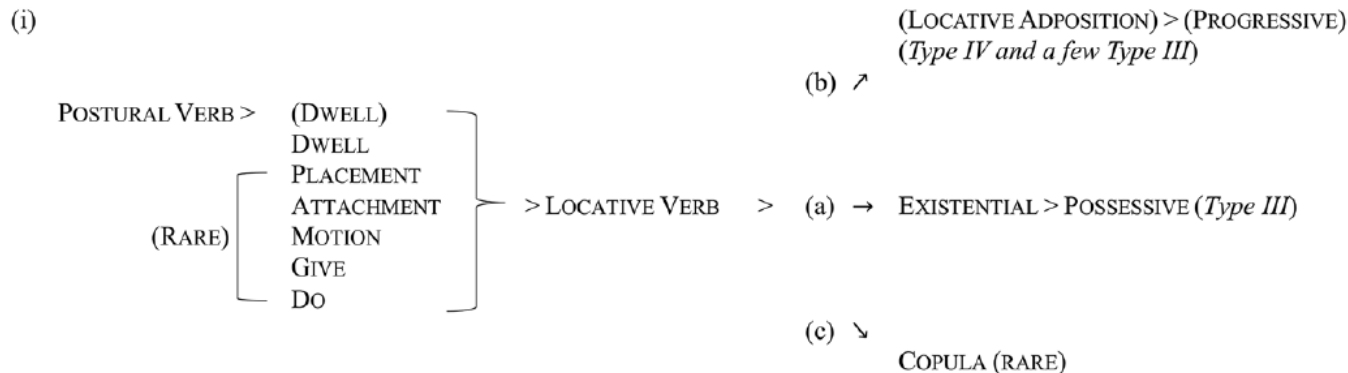 (i)
(LOCATIVE ADPOSITION) > (PROGRESSIVE)
(Type IV and a few Type III)
(b) ↗
POSTURAL VERB > (DWELL)
DWELL
PLACEMENT
ATTACHMENT > LOCATIVE VERB > (a) → EXISTENTIAL > POSSESSIVE (Type III)
(RARE) MOTION
GIVE
DO
(c) ↘
COPULA (RARE)